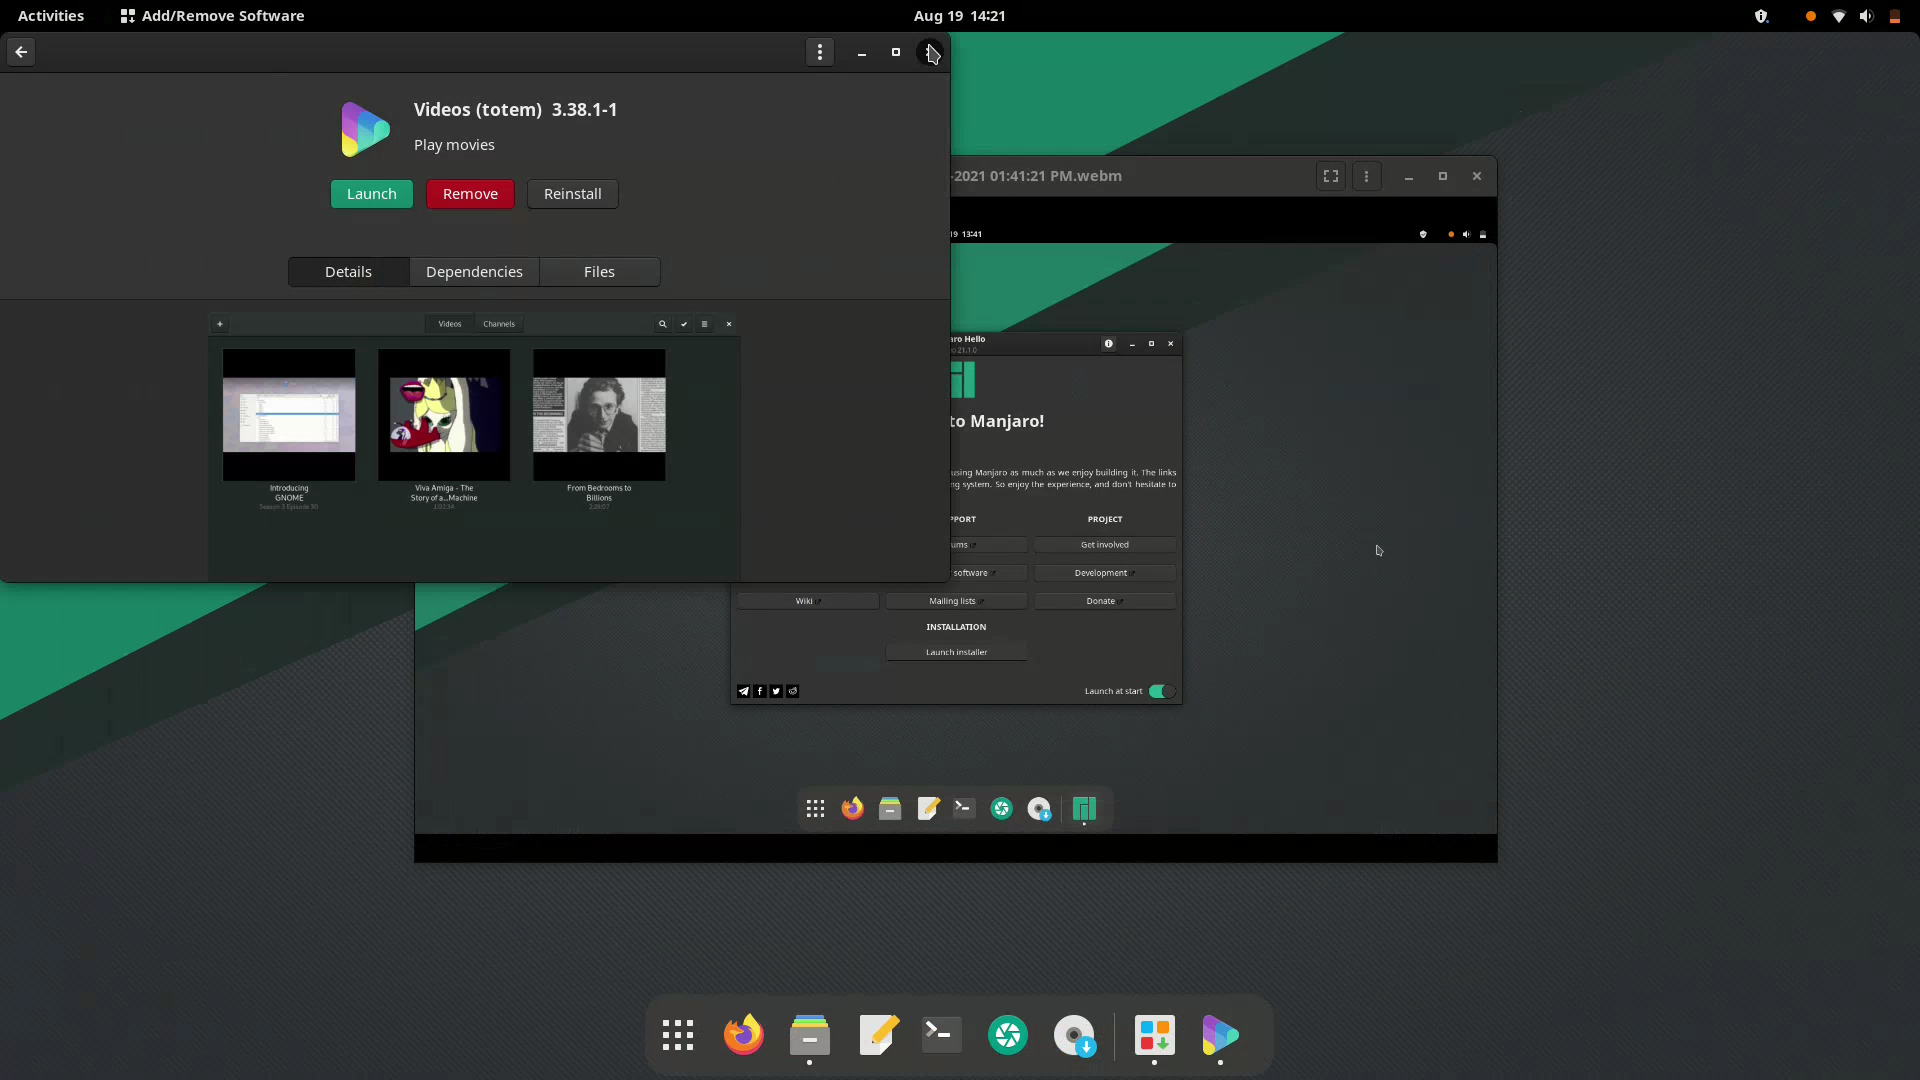 Activities
Add/Remove Software
Aug 19 14:21
Videos (totem) 3.38.1-1
Play movies
Launch
Remove
Reinstall
Details
Dependencies
Files
Videos
Channels
Introducing
GNOME
Season 3 Episode 30
Viva Amiga - The
Story of a...Machine
1:02:34
From Bedrooms to
Billions
2:28:07
-2021 01:41:21 PM.webm
19 13:41
aro Hello
o 21.1.0
to Manjaro!
using Manjaro as much as we enjoy building it. The links
ng system. So enjoy the experience, and don't hesitate to
PPORT
PROJECT
ums
Get involved
software
Development
Wiki
Mailing lists
Donate
INSTALLATION
Launch installer
Launch at start